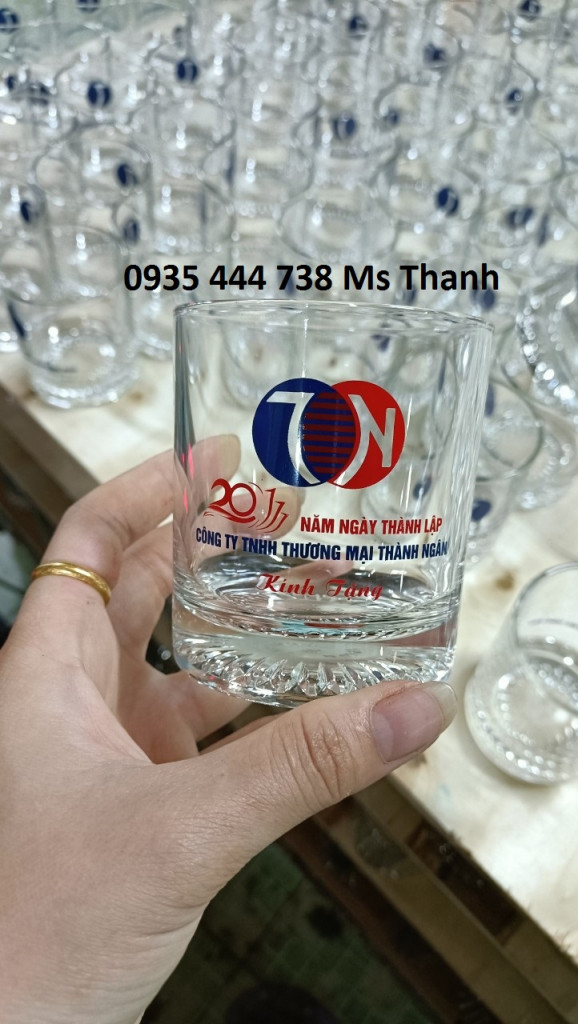 0935 444 738 Ms Thanh
TN
20 NĂM NGÀY THÀNH LẬP
CÔNG TY TNHH THƯƠNG MẠI THÀNH NGÂN
Kính Tặng